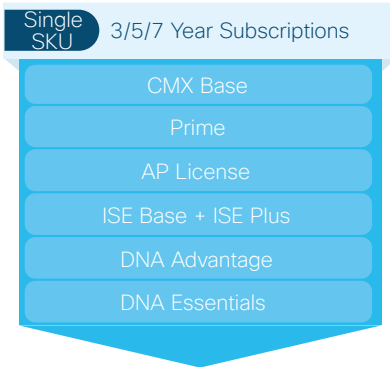 Single
SKU
3/5/7 Year Subscriptions
CMX Base
Prime
AP License
ISE Base + ISE Plus
DNA Advantage
DNA Essentials